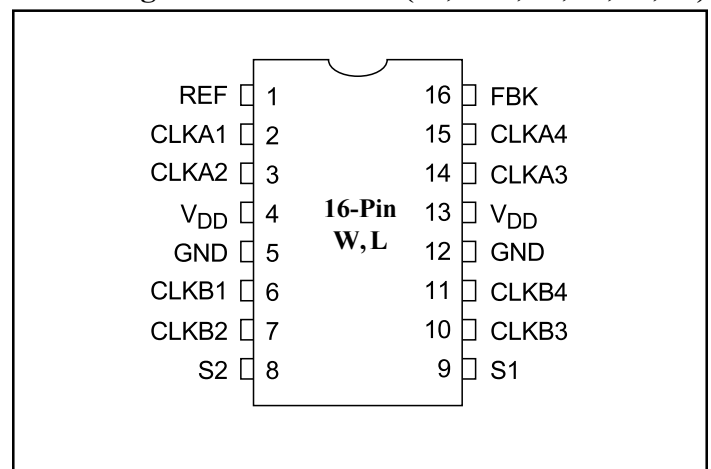 REF 1 16 FBK
CLKA1 2 15 CLKA4
CLKA2 3 14 CLKA3
VDD 4 16-Pin 13 VDD
GND 5 W, L 12 GND
CLKB1 6 11 CLKB4
CLKB2 7 10 CLKB3
S2 8 9 S1